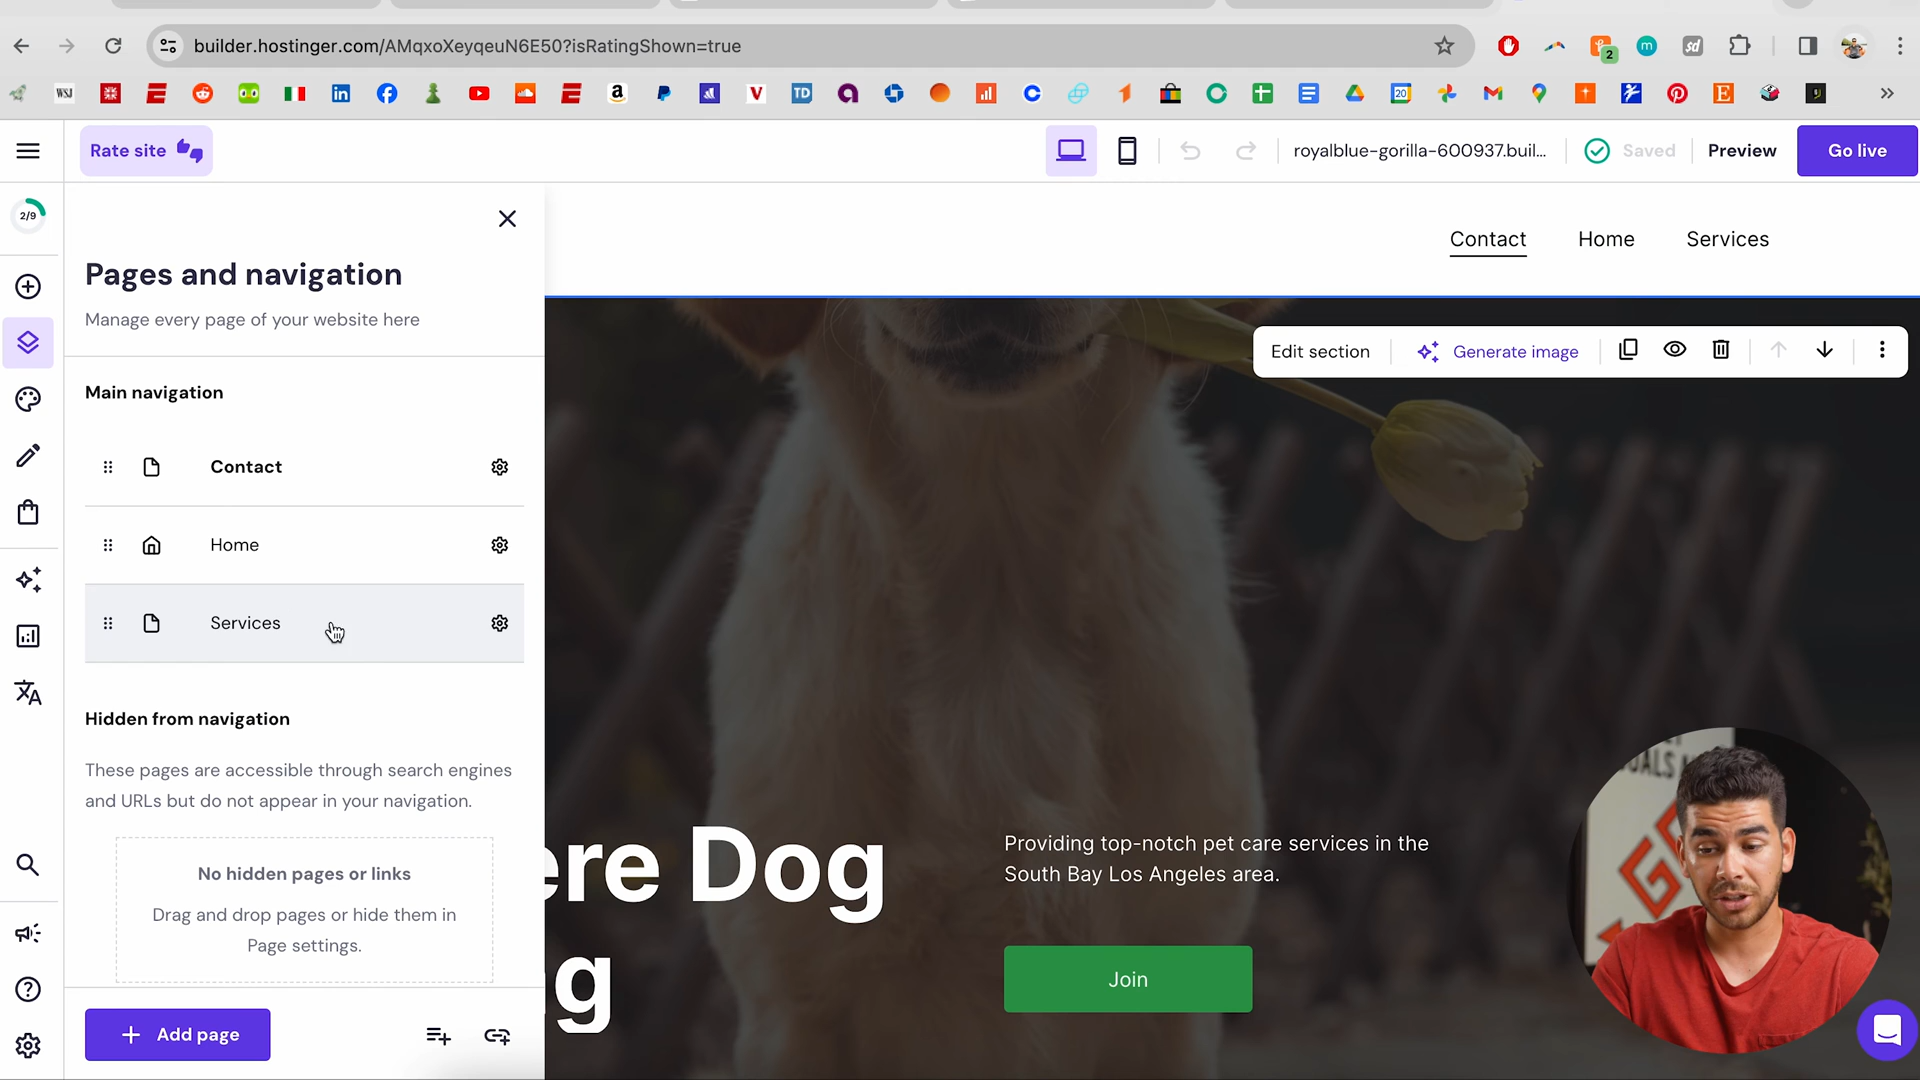 builder.hostinger.com/AMqxoXeyqeuN6E50?isRatingShown=true
2
WSJ
TD
20
Rate site
royalblue-gorilla-600937.buil...
Saved
Preview
Go live
2/9
Pages and navigation
Manage every page of your website here
Main navigation
Contact
Home
Services
Hidden from navigation
These pages are accessible through search engines
and URLs but do not appear in your navigation.
No hidden pages or links
Drag and drop pages or hide them in
Page settings.
Add page
Contact
Home
Services
Edit section
Generate image
ere Dog
g
Providing top-notch pet care services in the
South Bay Los Angeles area.
Join